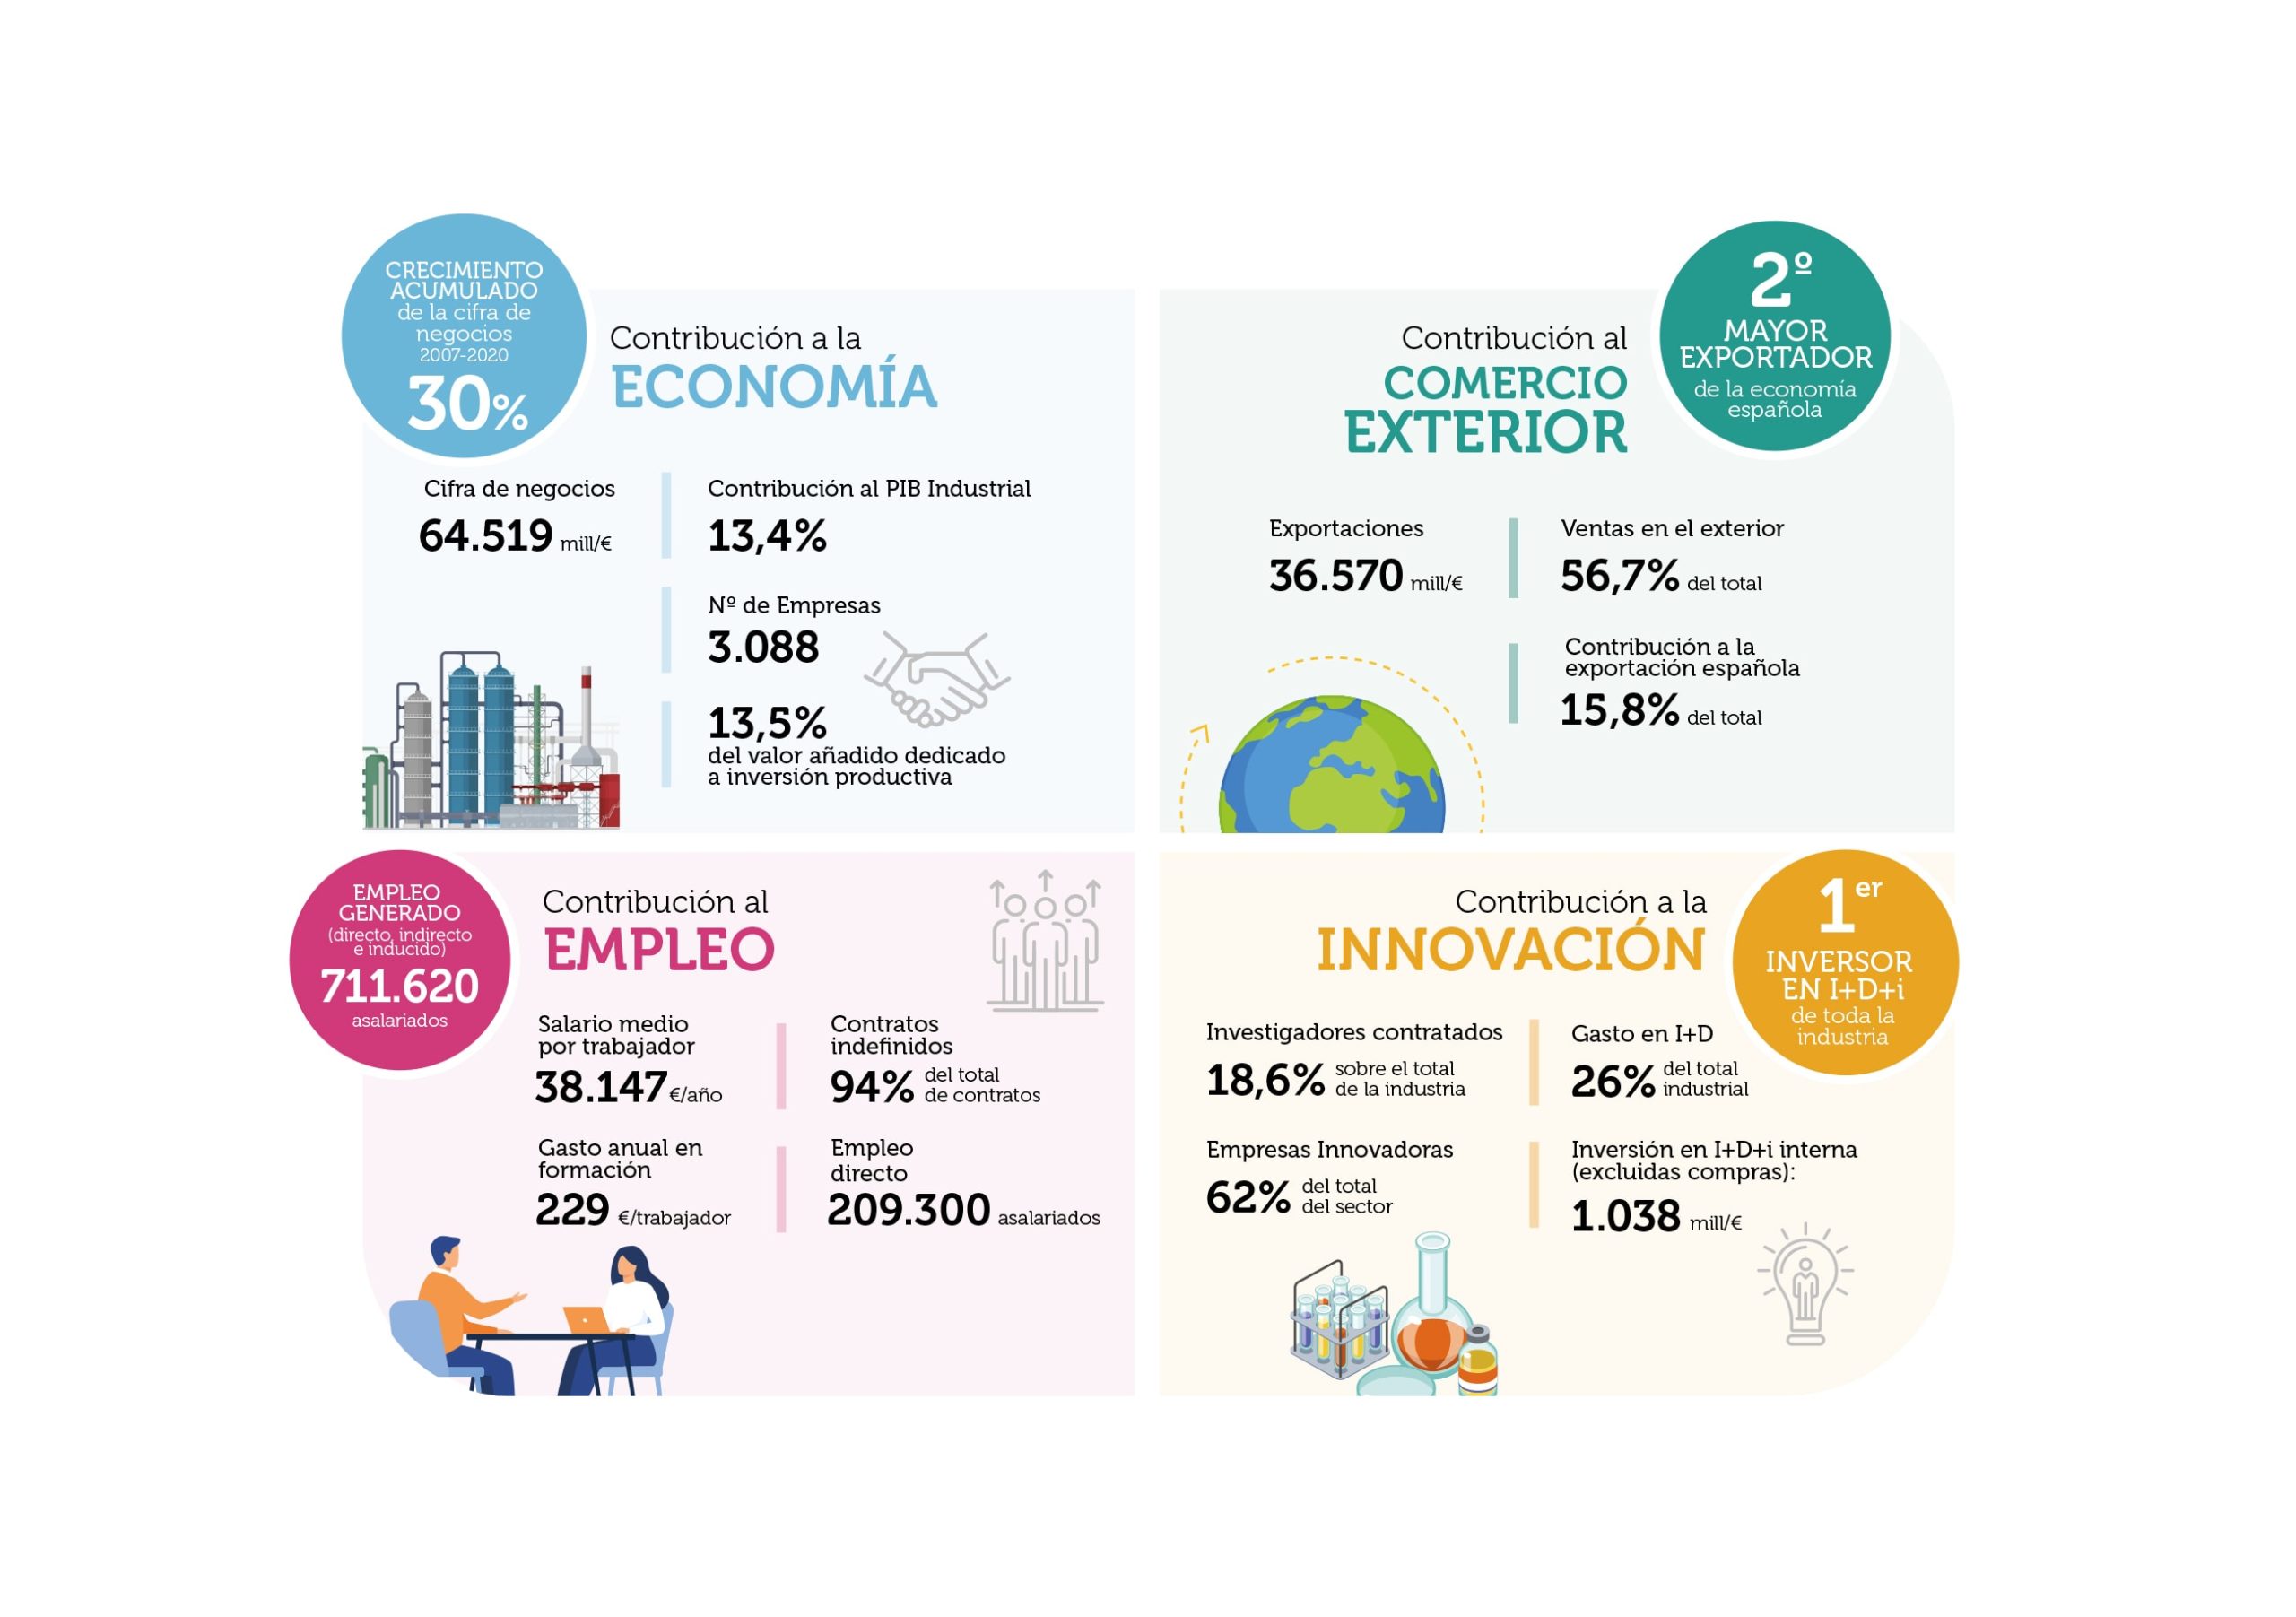 CRECIMIENTO
ACUMULADO
de la cifra de
negocios
2007-2020
30%
Contribución a la
ECONOMÍA
Cifra de negocios
64.519 mill/€
Contribución al PIB Industrial
13,4%
Nº de Empresas
3.088
13,5%
del valor añadido dedicado
a inversión productiva
Contribución al
COMERCIO
EXTERIOR
2º
MAYOR
EXPORTADOR
de la economía
española
Exportaciones
36.570 mill/€
Ventas en el exterior
56,7% del total
Contribución a la
exportación española
15,8% del total
EMPLEO
GENERADO
(directo, indirecto
e inducido)
711.620
asalariados
Contribución al
EMPLEO
Salario medio
por trabajador
38.147 €/año
Contratos
indefinidos
94% del total
de contratos
Gasto anual en
formación
229 €/trabajador
Empleo
directo
209.300 asalariados
Contribución a la
INNOVACIÓN
1er
INVERSOR
EN I+D+i
de toda la
industria
Investigadores contratados
18,6% sobre el total
de la industria
Gasto en I+D
26% del total
industrial
Empresas Innovadoras
62% del total
del sector
Inversión en I+D+i interna
(excluidas compras):
1.038 mill/€